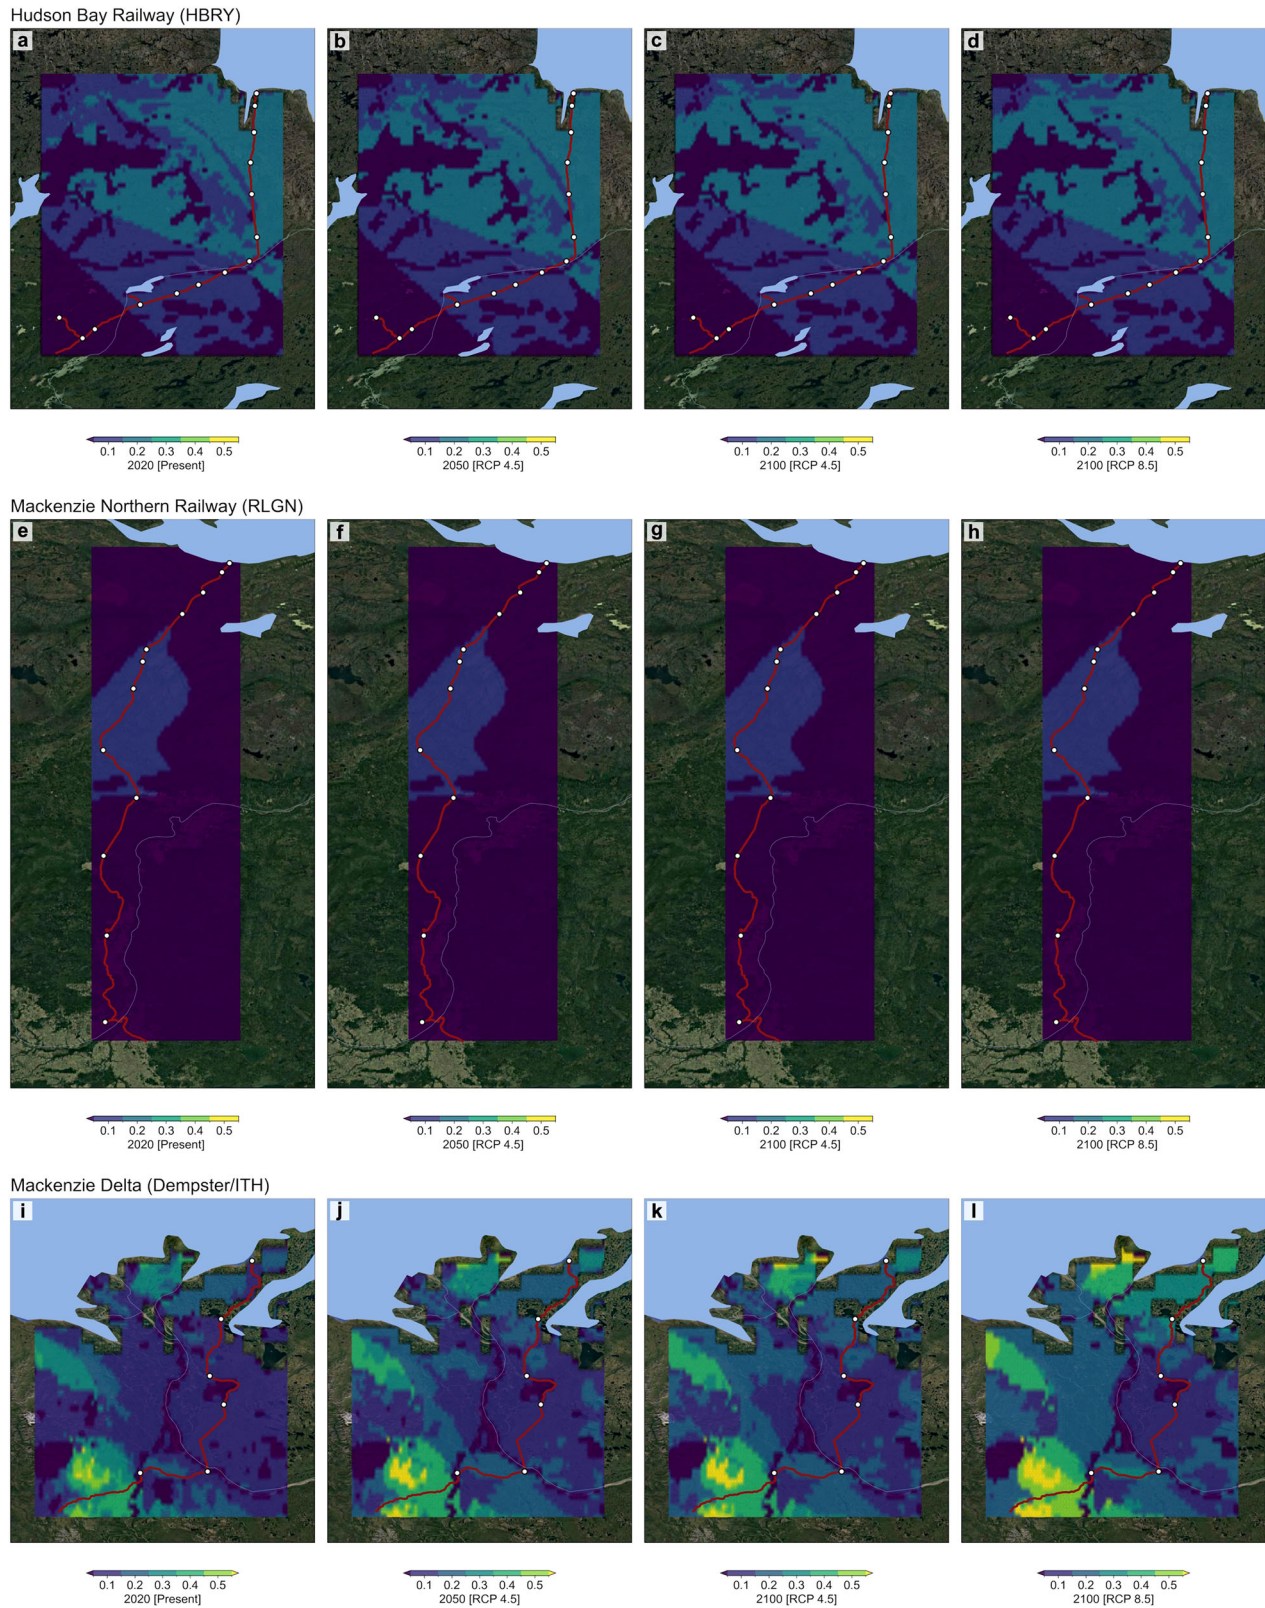 Hudson Bay Railway (HBRY)
a b c d
0.1 0.2 0.3 0.4 0.5 0.1 0.2 0.3 0.4 0.5 0.1 0.2 0.3 0.4 0.5 0.1 0.2 0.3 0.4 0.5
2020 [Present] 2050 [RCP 4.5] 2100 [RCP 4.5] 2100 [RCP 8.5]
Mackenzie Northern Railway (RLGN)
e f g h
0.1 0.2 0.3 0.4 0.5 0.1 0.2 0.3 0.4 0.5 0.1 0.2 0.3 0.4 0.5 0.1 0.2 0.3 0.4 0.5
2020 [Present] 2050 [RCP 4.5] 2100 [RCP 4.5] 2100 [RCP 8.5]
Mackenzie Delta (Dempster/ITH)
i j k l
0.1 0.2 0.3 0.4 0.5 0.1 0.2 0.3 0.4 0.5 0.1 0.2 0.3 0.4 0.5 0.1 0.2 0.3 0.4 0.5
2020 [Present] 2050 [RCP 4.5] 2100 [RCP 4.5] 2100 [RCP 8.5]